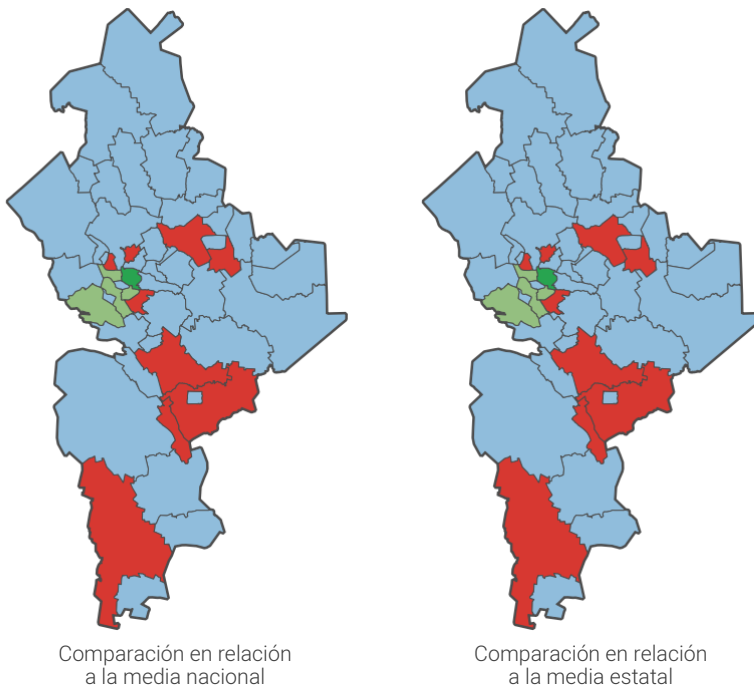 Comparación en relación
a la media nacional
Comparación en relación
a la media estatal